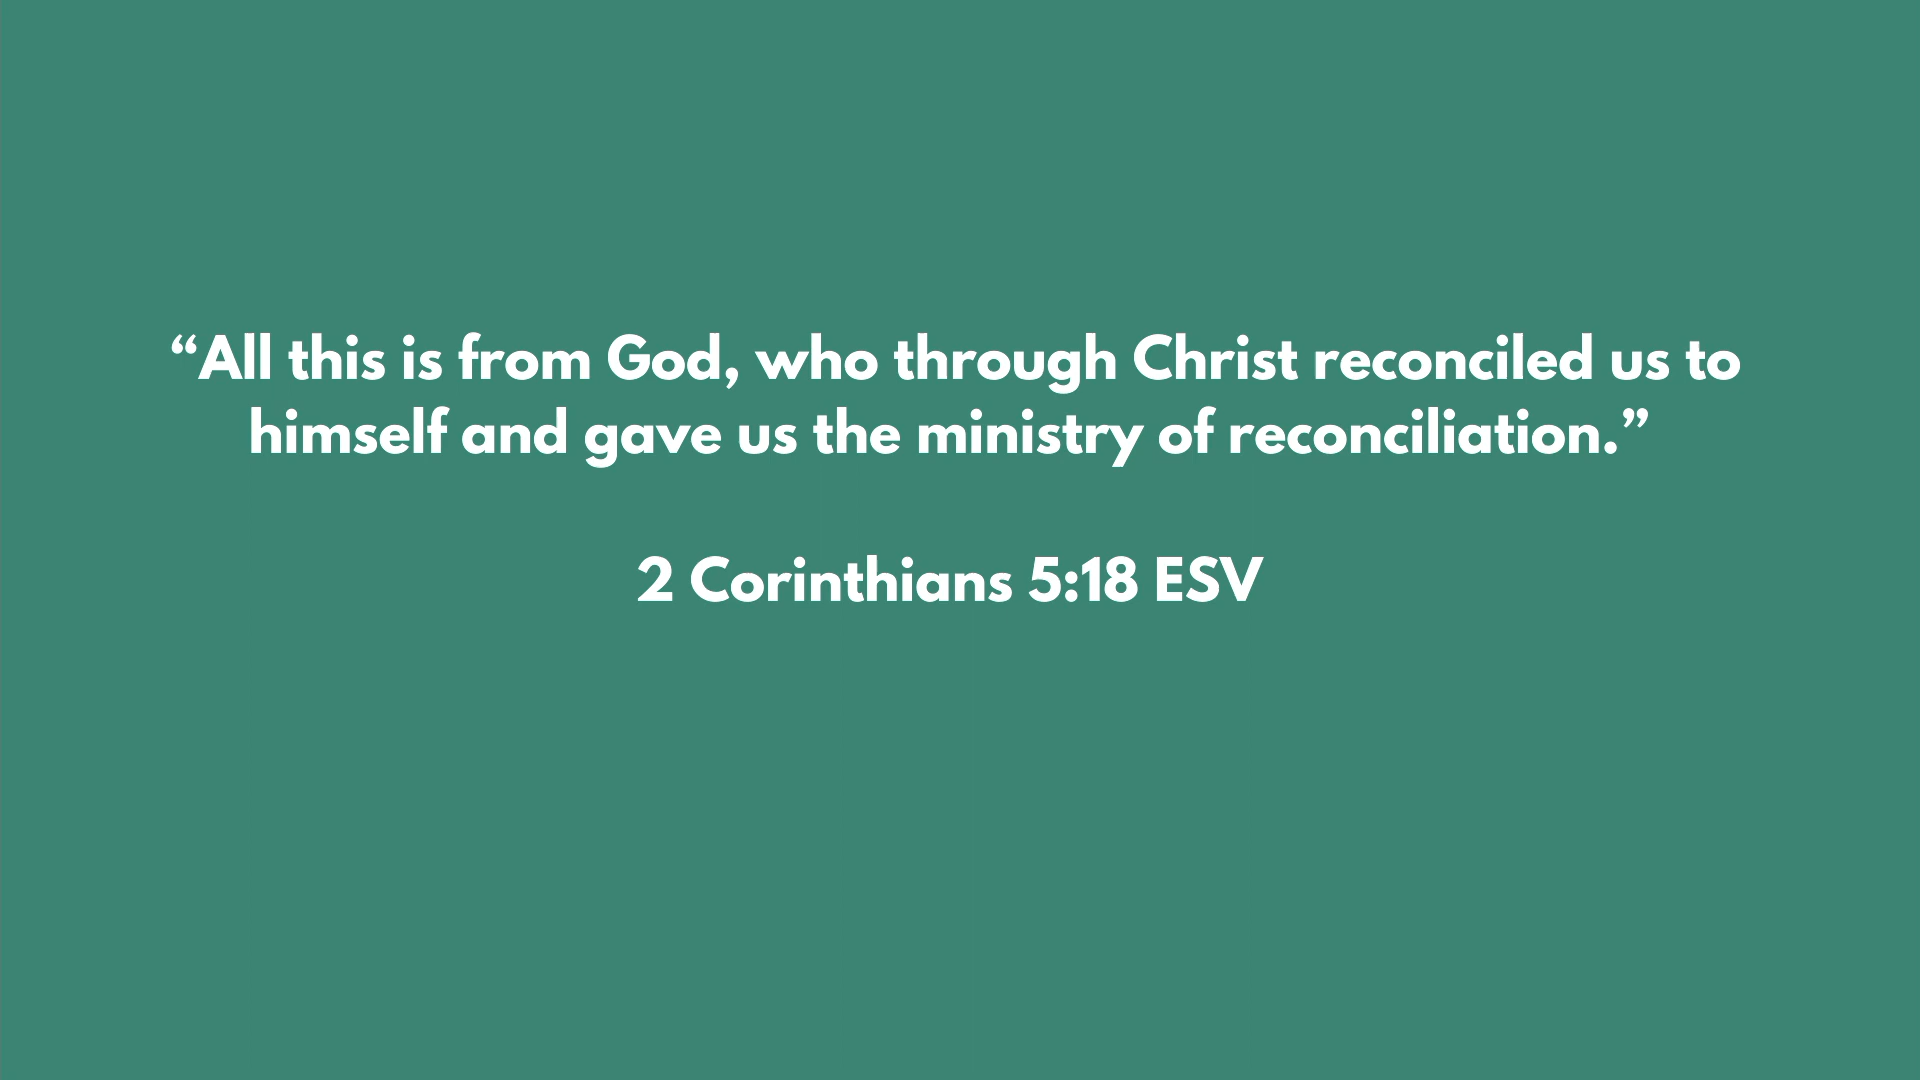 “All this is from God, who through Christ reconciled us to
himself and gave us the ministry of reconciliation.”
2 Corinthians 5:18 ESV